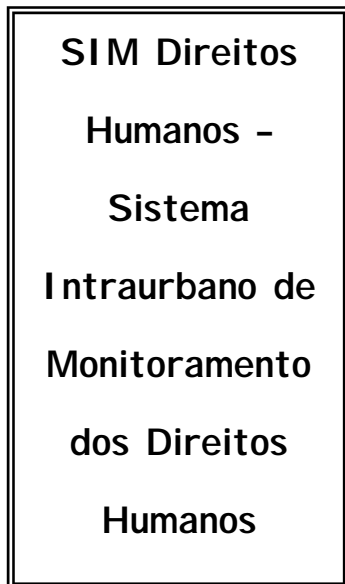 SIM Direitos
Humanos –
Sistema
Intraurbano de
Monitoramento
dos Direitos
Humanos